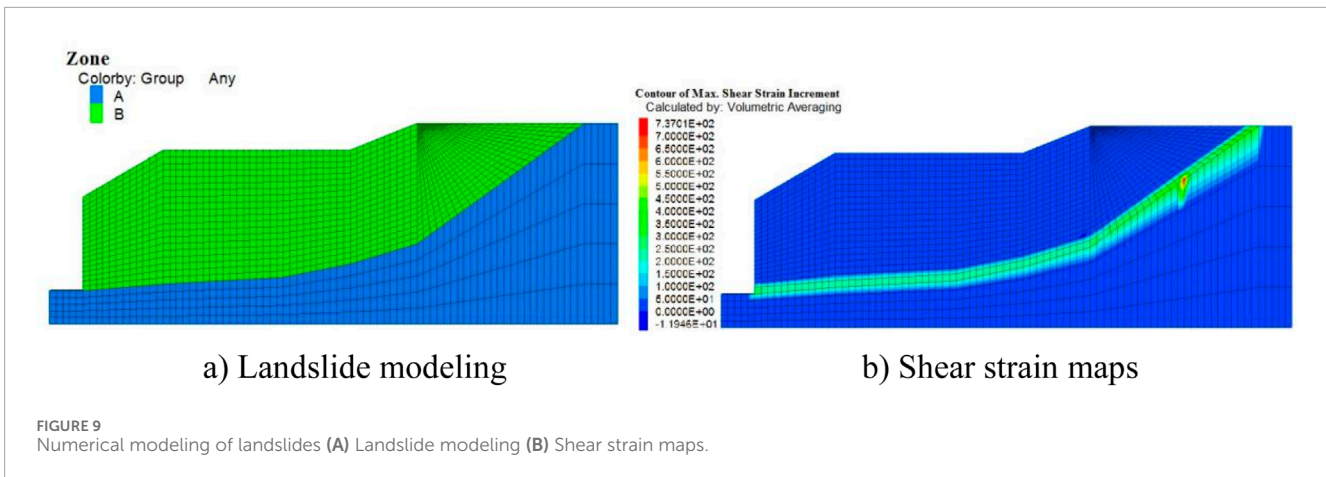 Zone
Colorby: Group Any
A
B
Contour of Max. Shear Strain Increment
Calculated by: Volumetric Averaging
7.3701E+02
7.0000E+02
6.5000E+02
6.0000E+02
5.5000E+02
5.0000E+02
4.5000E+02
4.0000E+02
3.5000E+02
3.0000E+02
2.5000E+02
2.0000E+02
1.5000E+02
1.0000E+02
5.0000E+01
0.0000E+00
-1.1946E+01
a) Landslide modeling
b) Shear strain maps
FIGURE 9
Numerical modeling of landslides (A) Landslide modeling (B) Shear strain maps.